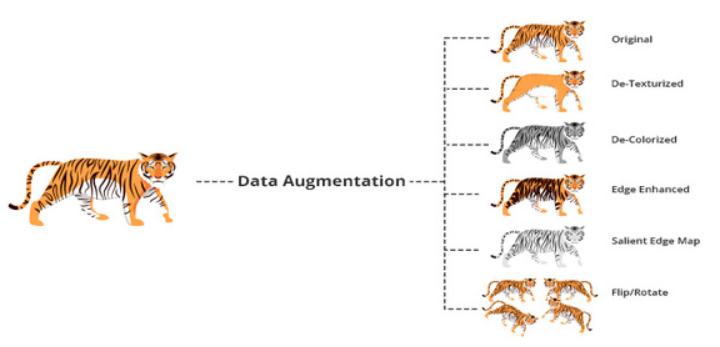 Original
De-Texturized
De-Colorized
Data Augmentation
Edge Enhanced
Salient Edge Map
Flip/Rotate